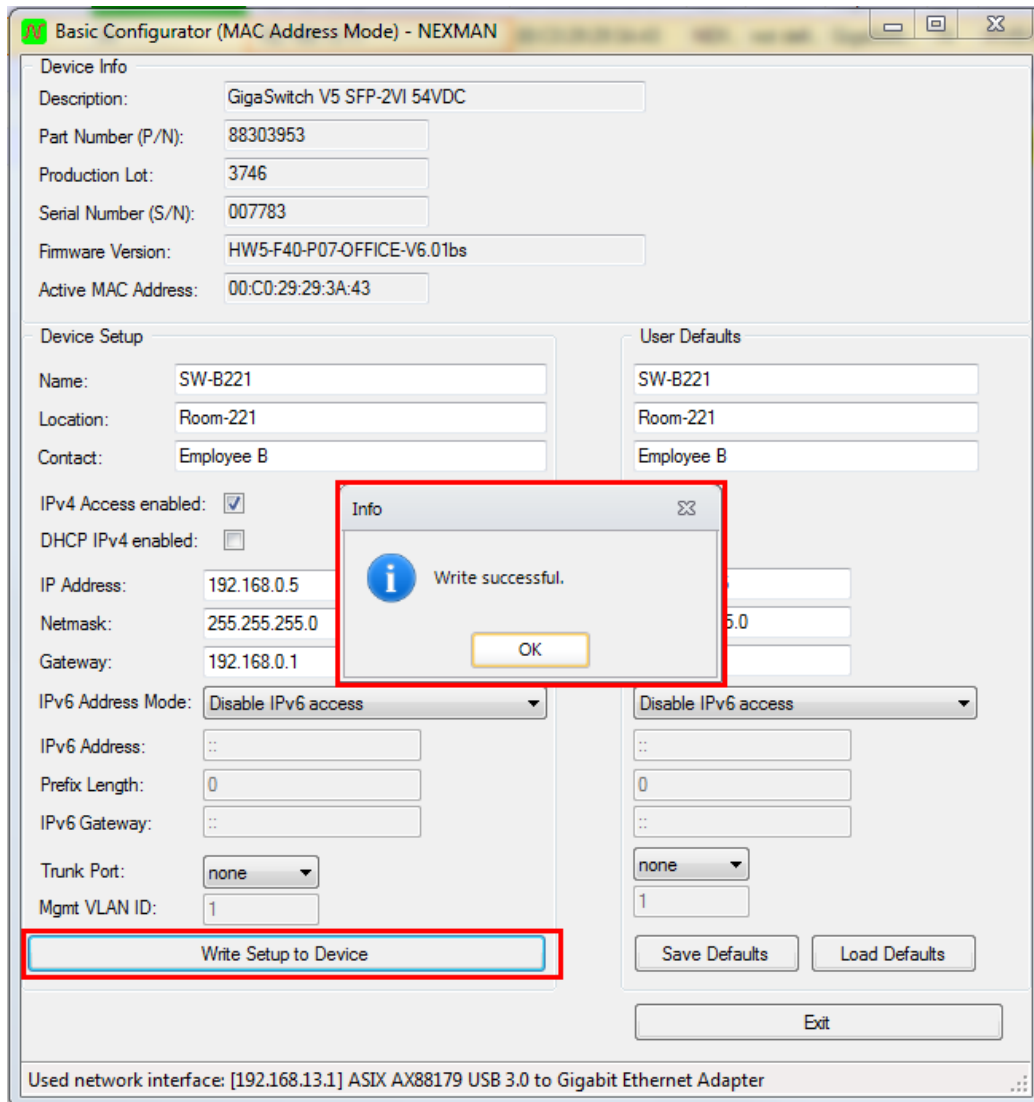 Basic Configurator (MAC Address Mode) - NEXMAN
Device Info
Description: GigaSwitch V5 SFP-2VI 54VDC
Part Number (P/N): 88303953
Production Lot: 3746
Serial Number (S/N): 007783
Firmware Version: HW5-F40-P07-OFFICE-V6.01bs
Active MAC Address: 00:C0:29:29:3A:43
Device Setup
Name: SW-B221
Location: Room-221
Contact: Employee B
IPv4 Access enabled:
DHCP IPv4 enabled:
IP Address: 192.168.0.5
Netmask: 255.255.255.0
Gateway: 192.168.0.1
IPv6 Address Mode: Disable IPv6 access
IPv6 Address: ::
Prefix Length: 0
IPv6 Gateway: ::
Trunk Port: none
Mgmt VLAN ID: 1
Write Setup to Device
User Defaults
SW-B221
Room-221
Employee B
5.0
Disable IPv6 access
::
0
::
none
1
Save Defaults Load Defaults
Exit
Info
Write successful.
OK
Used network interface: [192.168.13.1] ASIX AX88179 USB 3.0 to Gigabit Ethernet Adapter